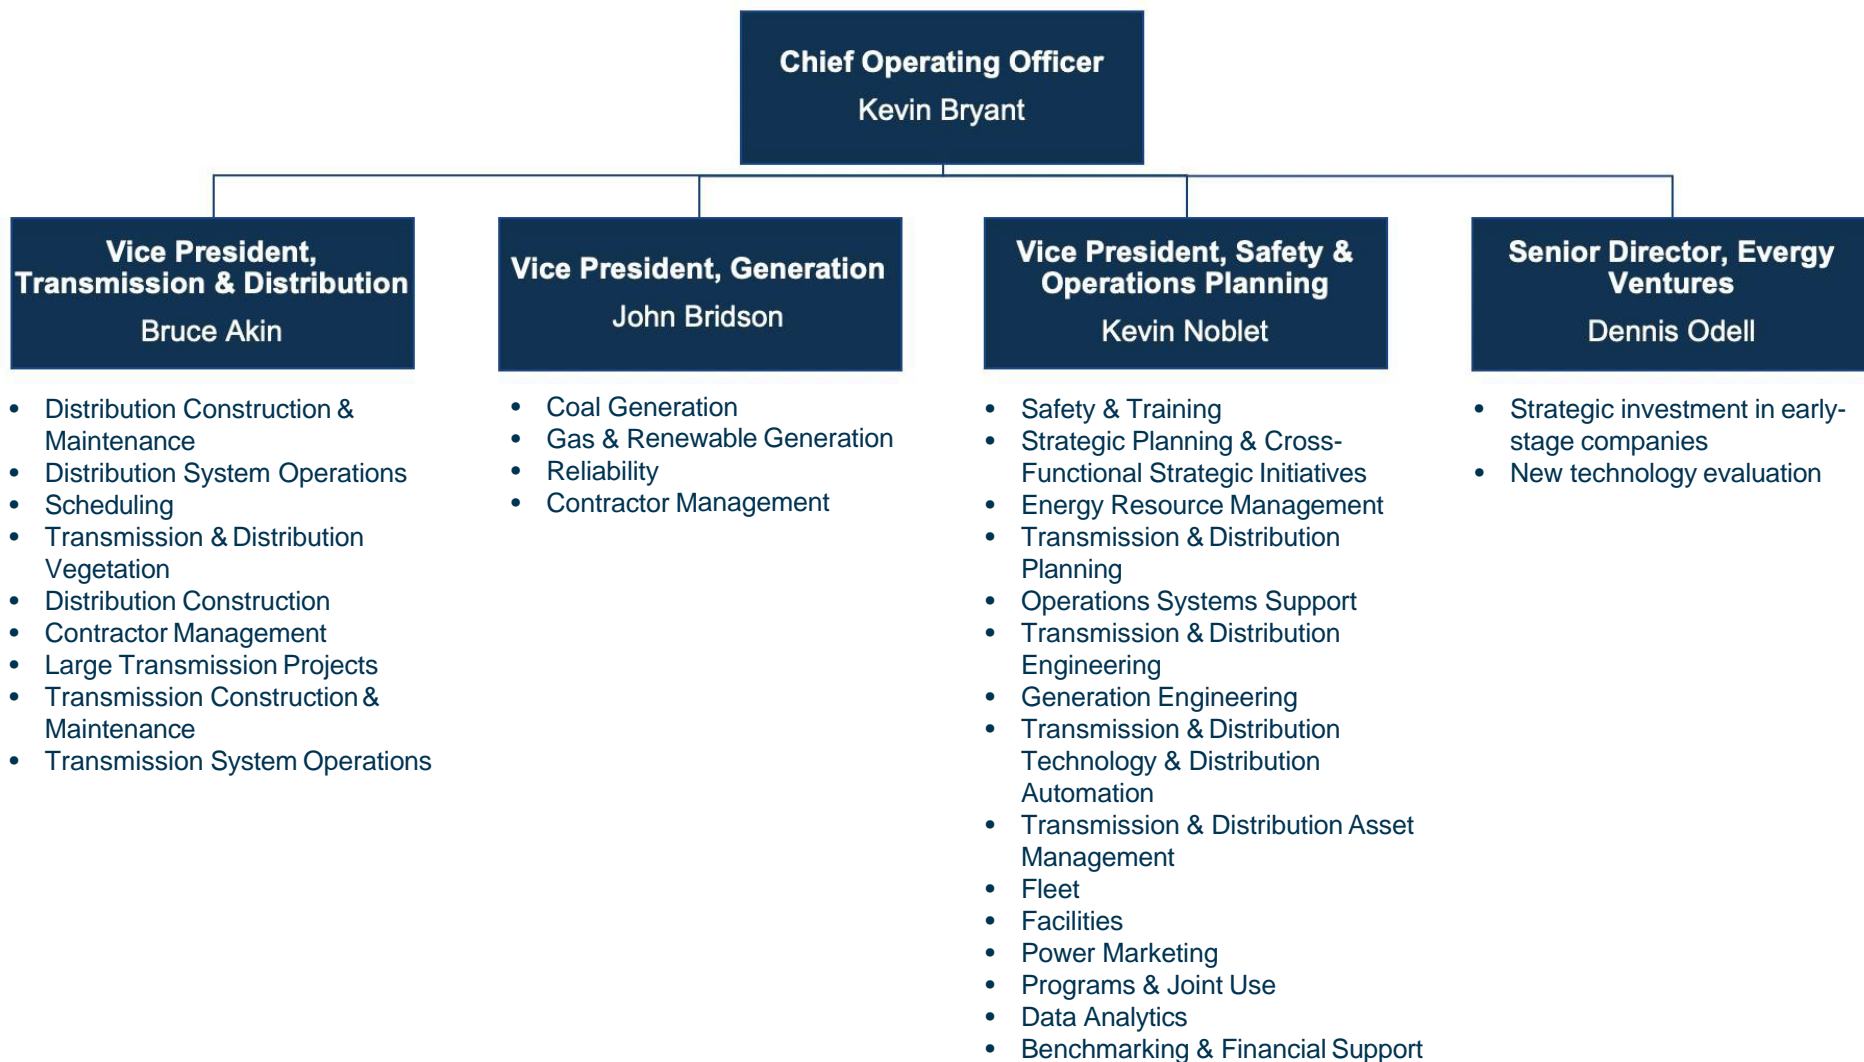 Chief Operating Officer
Kevin Bryant
Vice President,
Transmission & Distribution
Bruce Akin
• Distribution Construction &
Maintenance
• Distribution System Operations
• Scheduling
• Transmission & Distribution
Vegetation
• Distribution Construction
• Contractor Management
• Large Transmission Projects
• Transmission Construction &
Maintenance
• Transmission System Operations
Vice President, Generation
John Bridson
• Coal Generation
• Gas & Renewable Generation
• Reliability
• Contractor Management
Vice President, Safety &
Operations Planning
Kevin Noblet
• Safety & Training
• Strategic Planning & Cross-
Functional Strategic Initiatives
• Energy Resource Management
• Transmission & Distribution
Planning
• Operations Systems Support
• Transmission & Distribution
Engineering
• Generation Engineering
• Transmission & Distribution
Technology & Distribution
Automation
• Transmission & Distribution Asset
Management
• Fleet
• Facilities
• Power Marketing
• Programs & Joint Use
• Data Analytics
• Benchmarking & Financial Support
Senior Director, Evergy
Ventures
Dennis Odell
• Strategic investment in early-
stage companies
• New technology evaluation